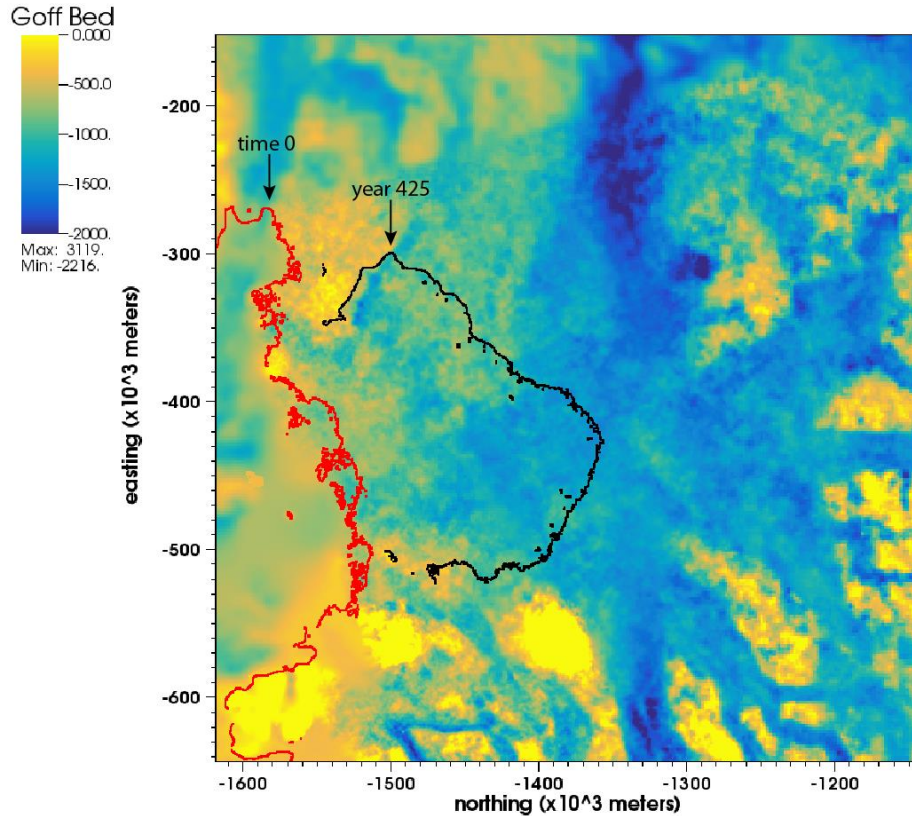 Goff Bed
0.000
-500.0
-1000.
-1500.
-2000.
Max: 3119.
Min: -2216.
time 0
year 425
-200
-300
-400
-500
-600
easting (x10^3 meters)
-1600
-1500
-1400
-1300
-1200
northing (x10^3 meters)